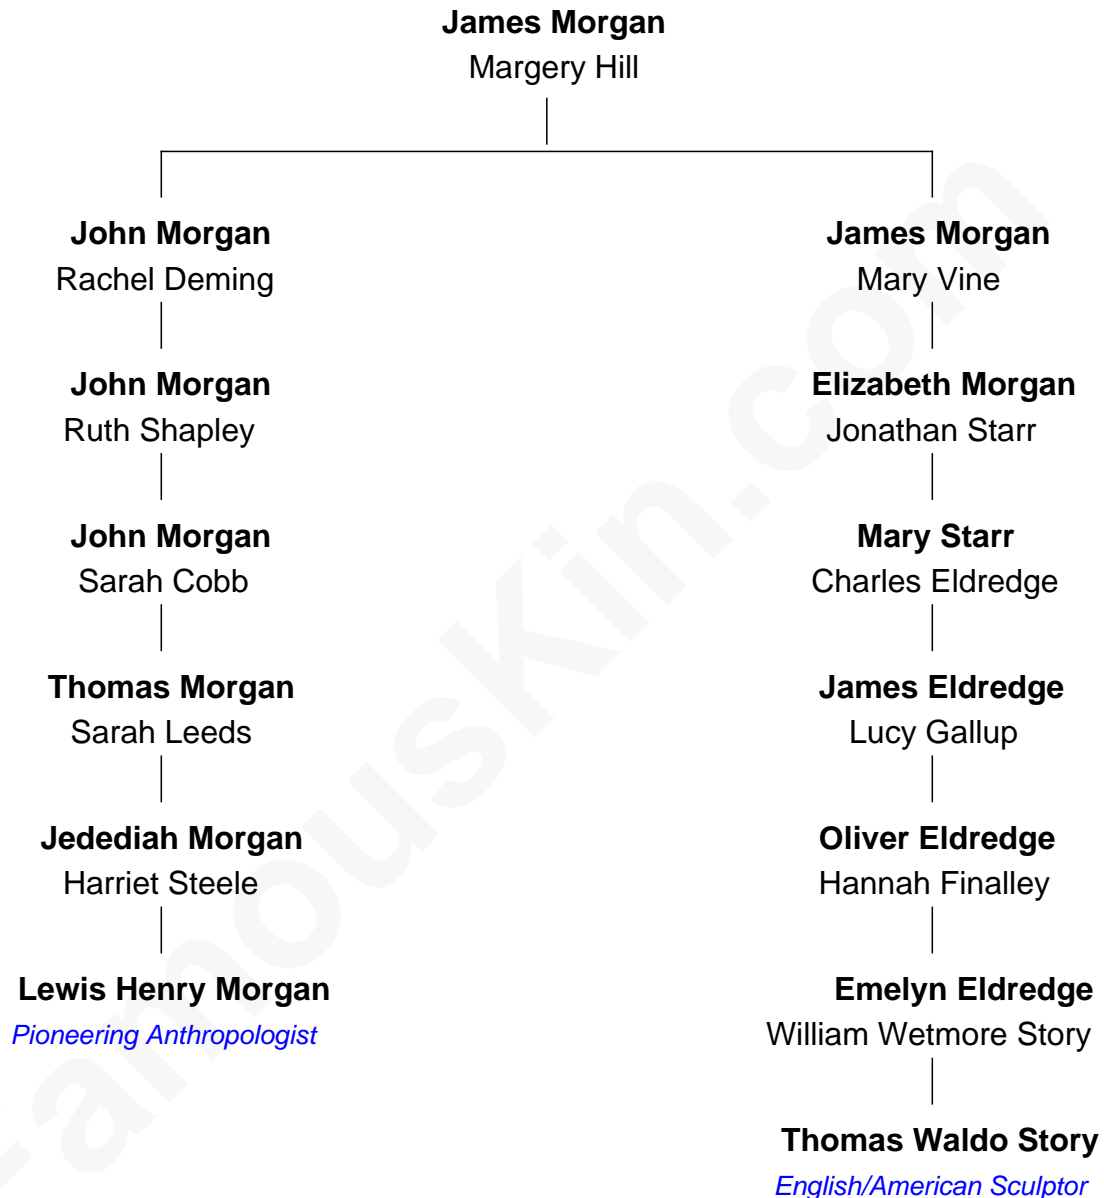 James Morgan
Margery Hill
John Morgan
Rachel Deming
James Morgan
Mary Vine
John Morgan
Ruth Shapley
Elizabeth Morgan
Jonathan Starr
John Morgan
Sarah Cobb
Mary Starr
Charles Eldredge
Thomas Morgan
Sarah Leeds
James Eldredge
Lucy Gallup
Jedediah Morgan
Harriet Steele
Oliver Eldredge
Hannah Finalley
Lewis Henry Morgan
Pioneering Anthropologist
Emelyn Eldredge
William Wetmore Story
Thomas Waldo Story
English/American Sculptor
FamousKin.com